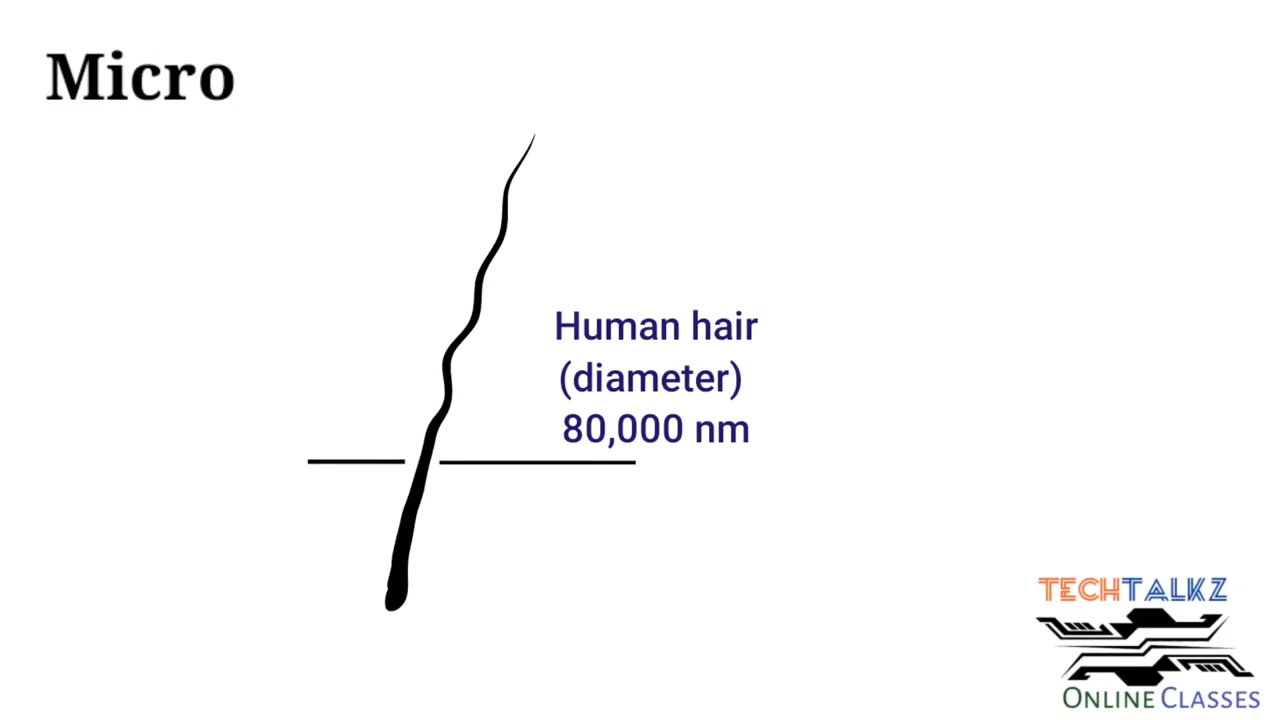 Micro
Human hair
(diameter)
80,000 nm
TECHTALKZ
ONLINE CLASSES